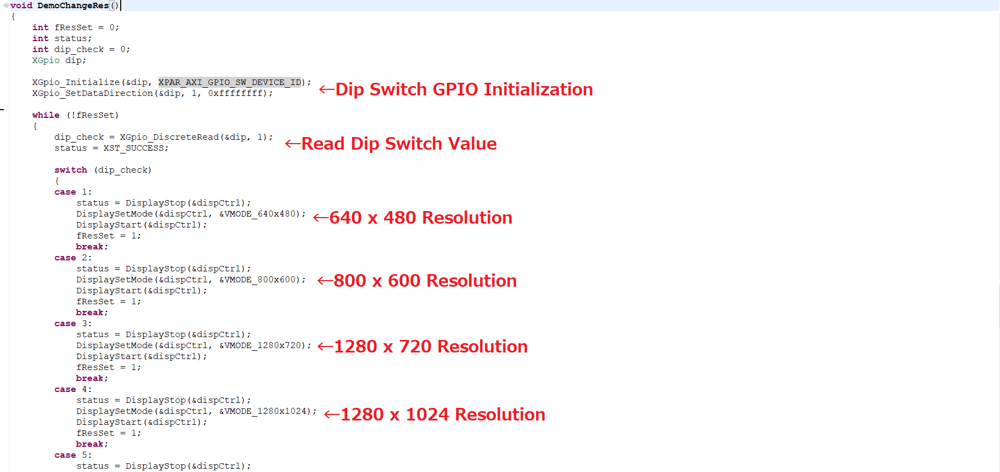 void DemoChangeRes()
{
int fResSet = 0;
int status;
int dip_check = 0;
XGpio dip;
XGpio_Initialize(&dip, XPAR_AXI_GPIO_SW_DEVICE_ID);
XGpio_SetDataDirection(&dip, 1, 0xffffffff);
←Dip Switch GPIO Initialization
while (!fResSet)
{
dip_check = XGpio_DiscreteRead(&dip, 1);
status = XST_SUCCESS;
←Read Dip Switch Value
switch (dip_check)
{
case 1:
status = DisplayStop(&dispCtrl);
DisplaySetMode(&dispCtrl, &VMODE_640x480);
←640 x 480 Resolution
DisplayStart(&dispCtrl);
fResSet = 1;
break;
case 2:
status = DisplayStop(&dispCtrl);
DisplaySetMode(&dispCtrl, &VMODE_800x600);
←800 x 600 Resolution
DisplayStart(&dispCtrl);
fResSet = 1;
break;
case 3:
status = DisplayStop(&dispCtrl);
DisplaySetMode(&dispCtrl, &VMODE_1280x720);
←1280 x 720 Resolution
DisplayStart(&dispCtrl);
fResSet = 1;
break;
case 4:
status = DisplayStop(&dispCtrl);
DisplaySetMode(&dispCtrl, &VMODE_1280x1024);
←1280 x 1024 Resolution
DisplayStart(&dispCtrl);
fResSet = 1;
break;
case 5:
status = DisplayStop(&dispCtrl);